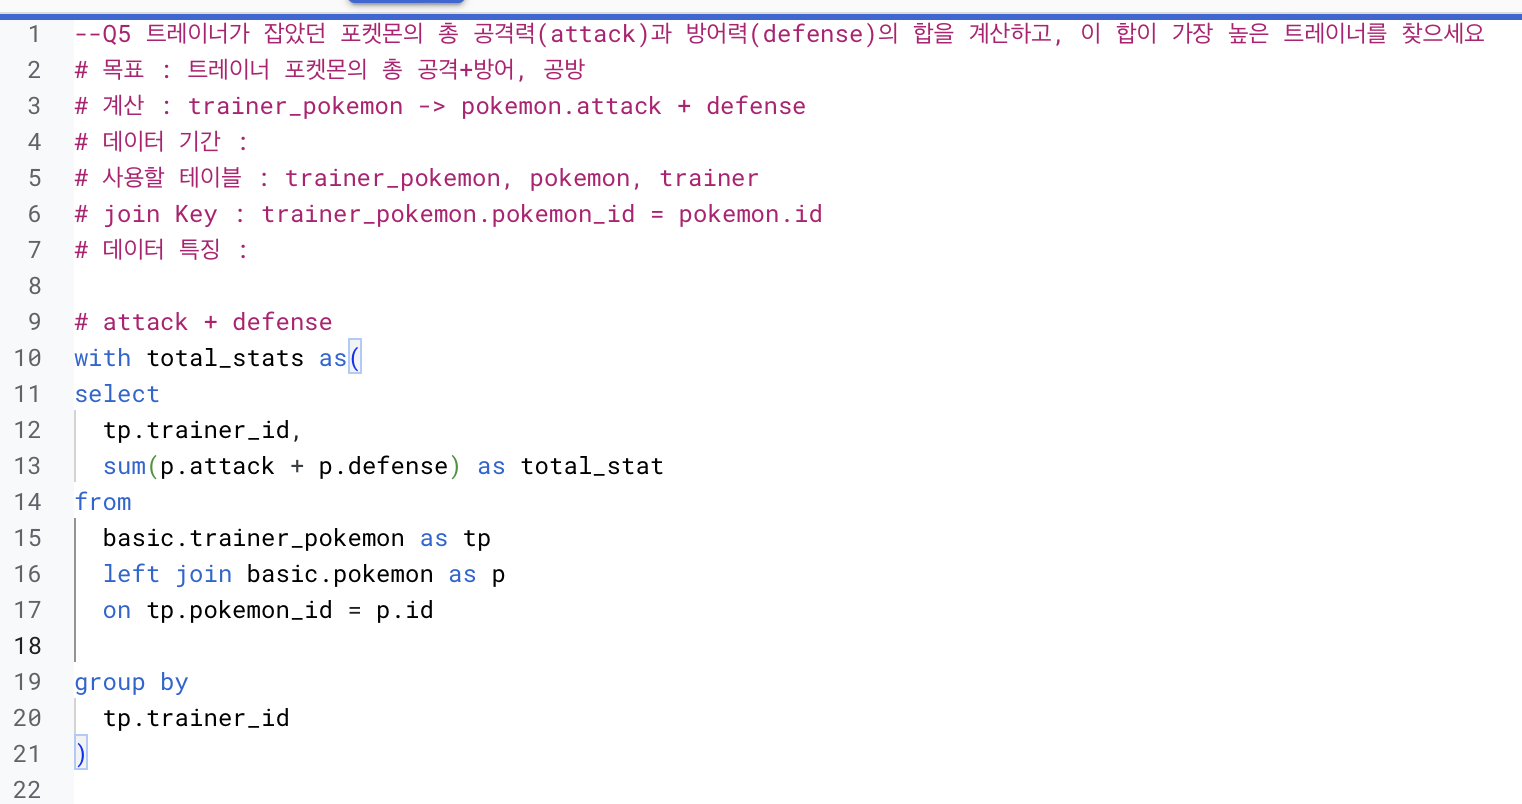 1 --Q5 트레이너가 잡았던 포켓몬의 총 공격력(attack)과 방어력(defense)의 합을 계산하고, 이 합이 가장 높은 트레이너를 찾으세요
2 # 목표 : 트레이너 포켓몬의 총 공격+방어, 공방
3 # 계산 : trainer_pokemon -> pokemon.attack + defense
4 # 데이터 기간 :
5 # 사용할 테이블 : trainer_pokemon, pokemon, trainer
6 # join Key : trainer_pokemon.pokemon_id = pokemon.id
7 # 데이터 특징 :
8
9 # attack + defense
10 with total_stats as(
11 select
12 tp.trainer_id,
13 sum(p.attack + p.defense) as total_stat
14 from
15 basic.trainer_pokemon as tp
16 left join basic.pokemon as p
17 on tp.pokemon_id = p.id
18
19 group by
20 tp.trainer_id
21 )
22